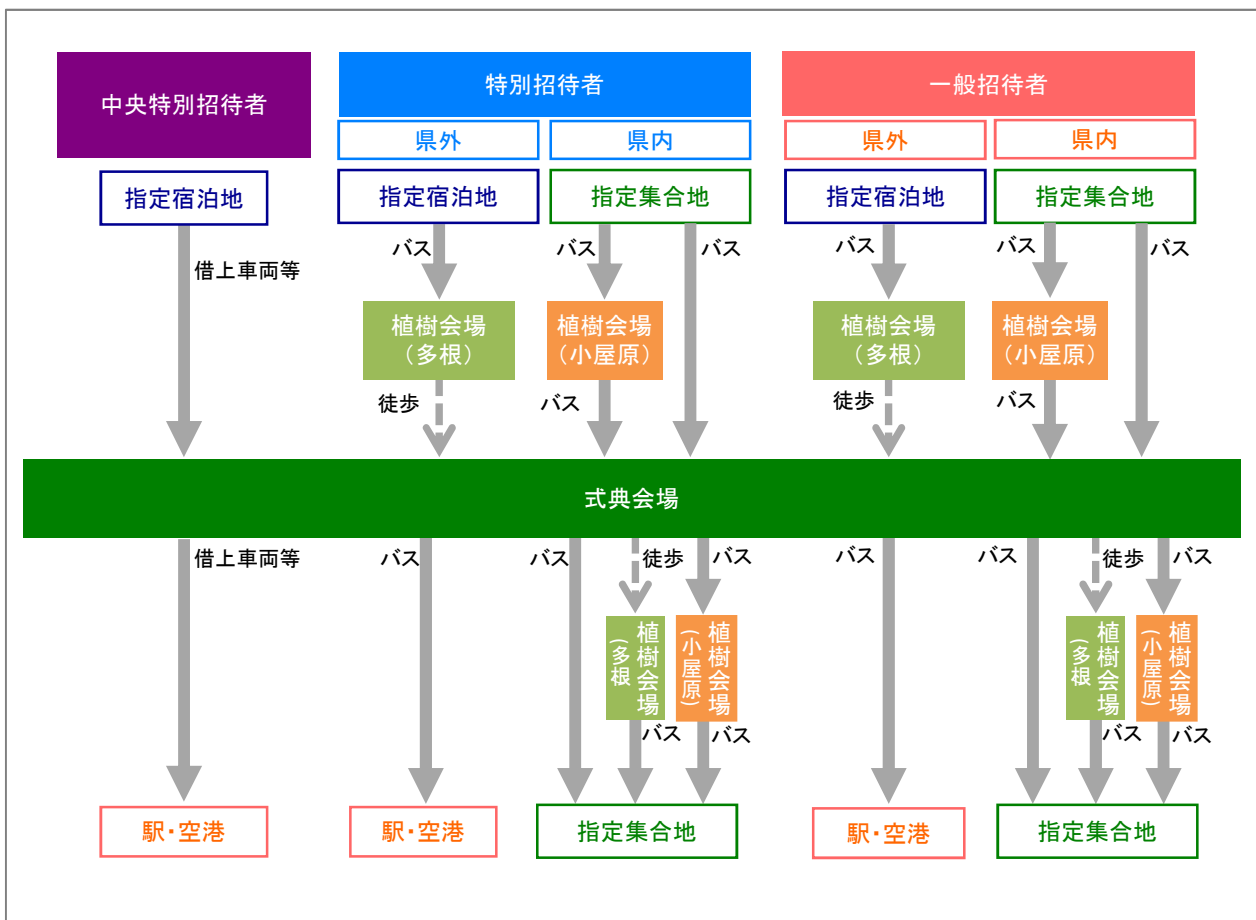 中央特別招待者
特別招待者
一般招待者
県外
県内
県外
県内
指定宿泊地
指定宿泊地
指定集合地
指定宿泊地
指定集合地
借上車両等
バス
バス
バス
バス
バス
バス
植樹会場
（多根）
植樹会場
（小屋原）
植樹会場
（多根）
植樹会場
（小屋原）
徒歩
バス
徒歩
バス
式典会場
借上車両等
バス
バス
徒歩
バス
バス
バス
徒歩
バス
植樹会場
(多根)
植樹会場
(小屋原)
植樹会場
(多根)
植樹会場
(小屋原)
バス
バス
バス
バス
駅・空港
駅・空港
指定集合地
駅・空港
指定集合地